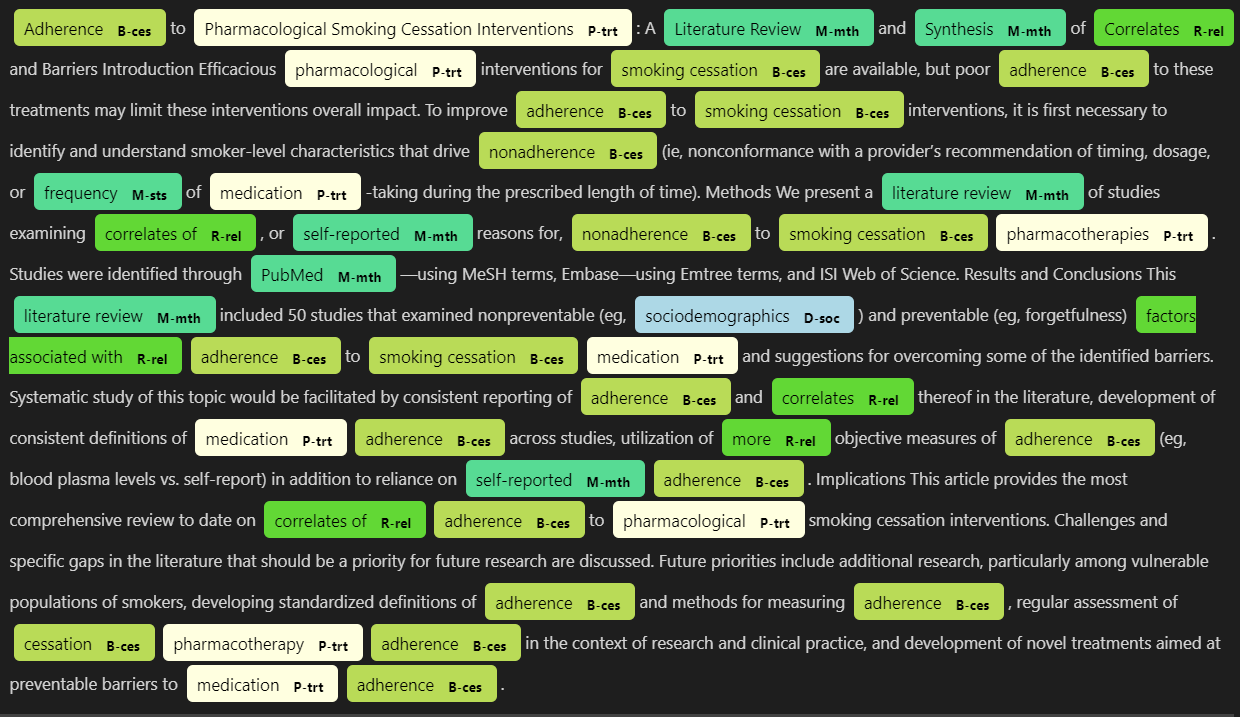 Adherence B-ces to Pharmacological Smoking Cessation Interventions P-trt : A Literature Review M-mth and Synthesis M-mth of Correlates R-rel
and Barriers Introduction Efficacious pharmacological P-trt interventions for smoking cessation B-ces are available, but poor adherence B-ces to these
treatments may limit these interventions overall impact. To improve adherence B-ces to smoking cessation B-ces interventions, it is first necessary to
identify and understand smoker-level characteristics that drive nonadherence B-ces (ie, nonconformance with a provider's recommendation of timing, dosage,
or frequency M-sts of medication P-trt -taking during the prescribed length of time). Methods We present a literature review M-mth of studies
examining correlates of R-rel , or self-reported M-mth reasons for, nonadherence B-ces to smoking cessation B-ces pharmacotherapies P-trt .
Studies were identified through PubMed M-mth —using MeSH terms, Embase—using Emtree terms, and ISI Web of Science. Results and Conclusions This
literature review M-mth included 50 studies that examined nonpreventable (eg, sociodemographics D-soc ) and preventable (eg, forgetfulness) factors
associated with R-rel adherence B-ces to smoking cessation B-ces medication P-trt and suggestions for overcoming some of the identified barriers.
Systematic study of this topic would be facilitated by consistent reporting of adherence B-ces and correlates R-rel thereof in the literature, development of
consistent definitions of medication P-trt adherence B-ces across studies, utilization of more R-rel objective measures of adherence B-ces (eg,
blood plasma levels vs. self-report) in addition to reliance on self-reported M-mth adherence B-ces . Implications This article provides the most
comprehensive review to date on correlates of R-rel adherence B-ces to pharmacological P-trt smoking cessation interventions. Challenges and
specific gaps in the literature that should be a priority for future research are discussed. Future priorities include additional research, particularly among vulnerable
populations of smokers, developing standardized definitions of adherence B-ces and methods for measuring adherence B-ces , regular assessment of
cessation B-ces pharmacotherapy P-trt adherence B-ces in the context of research and clinical practice, and development of novel treatments aimed at
preventable barriers to medication P-trt adherence B-ces .